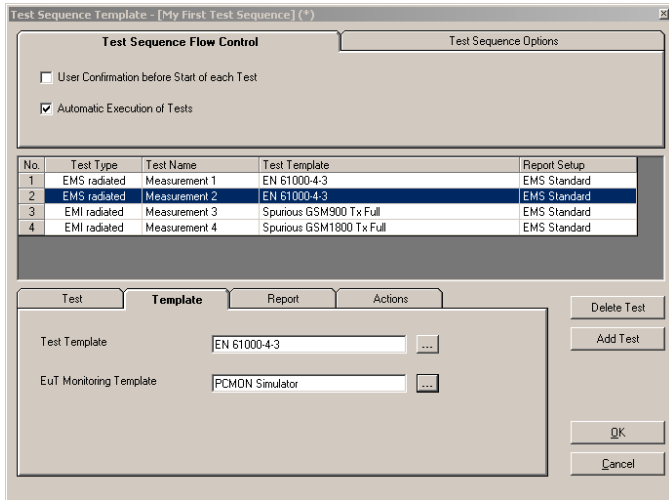 Test Sequence Template - [My First Test Sequence] (*)
Test Sequence Flow Control
Test Sequence Options
User Confirmation before Start of each Test
Automatic Execution of Tests
No. Test Type Test Name Test Template Report Setup
1 EMS radiated Measurement 1 EN 61000-4-3 EMS Standard
2 EMS radiated Measurement 2 EN 61000-4-3 EMS Standard
3 EMI radiated Measurement 3 Spurious GSM900 Tx Full EMS Standard
4 EMI radiated Measurement 4 Spurious GSM1800 Tx Full EMS Standard
Test Template Report Actions
Delete Test
Add Test
Test Template EN 61000-4-3 ...
EuT Monitoring Template PCMON Simulator ...
OK
Cancel